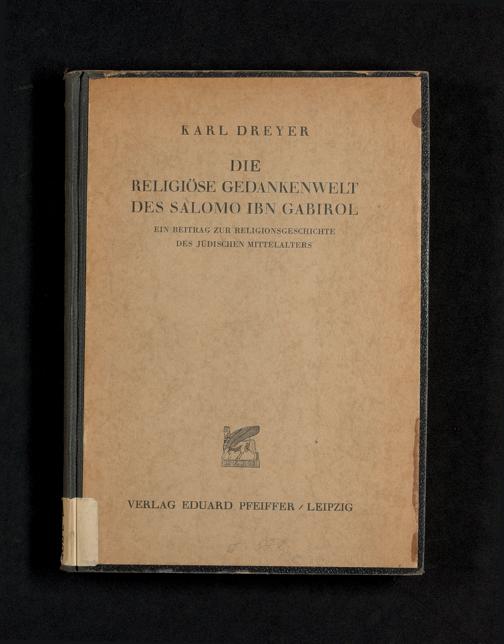 KARL DREYER
DIE
RELIGIÖSE GEDANKENWELT
DES SALOMO IBN GABIROL
EIN BEITRAG ZUR RELIGIONSGESCHICHTE
DES JÜDISCHEN MITTELALTERS
VERLAG EDUARD PFEIFFER / LEIPZIG